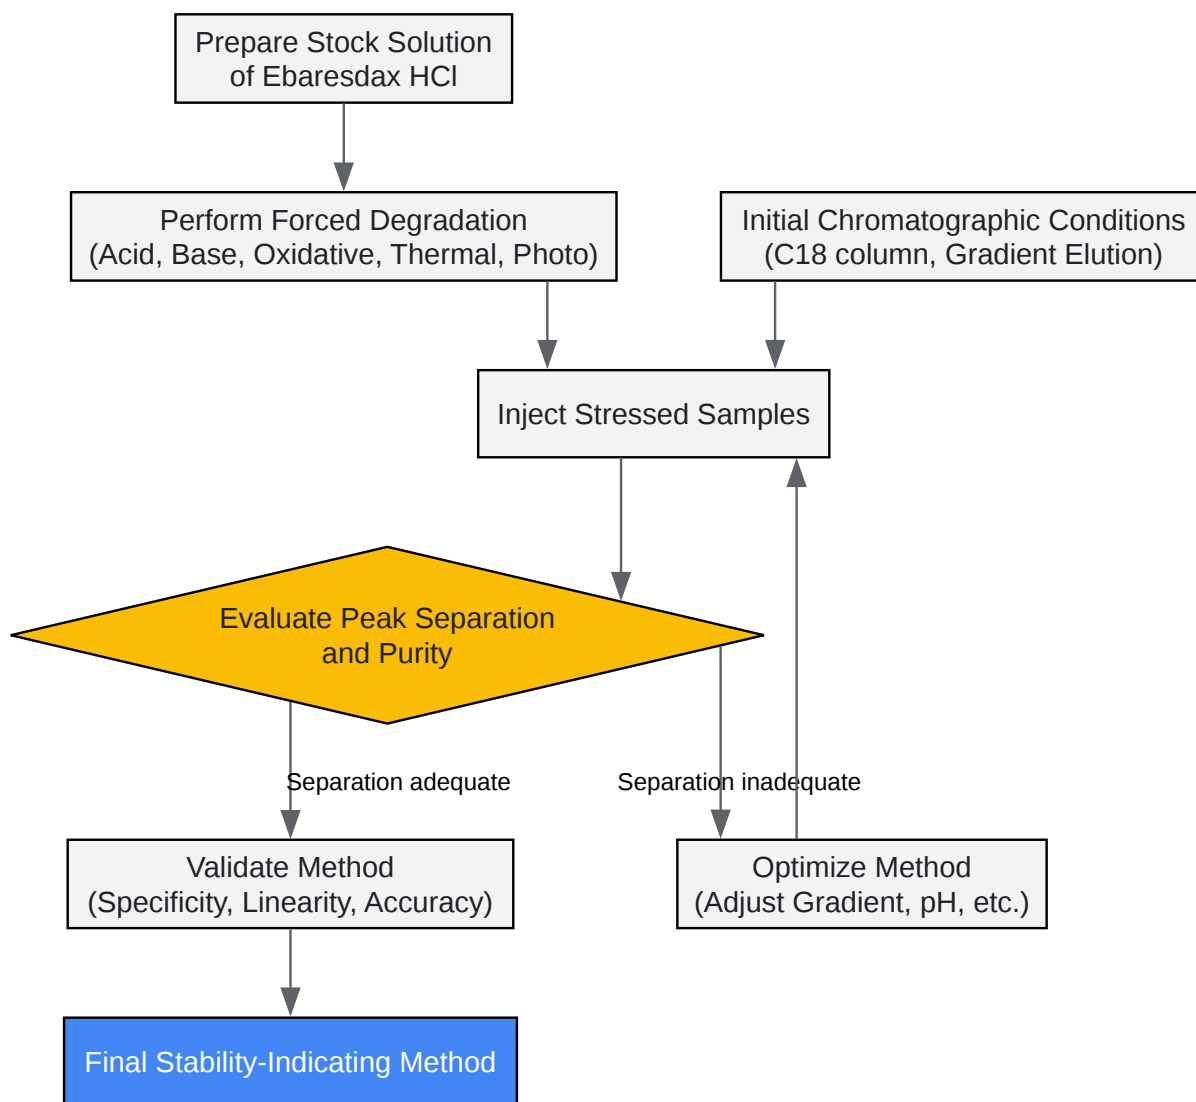 Prepare Stock Solution
of Ebaresdax HCl
Perform Forced Degradation
(Acid, Base, Oxidative, Thermal, Photo)
Initial Chromatographic Conditions
(C18 column, Gradient Elution)
Inject Stressed Samples
Evaluate Peak Separation
and Purity
Separation adequate
Separation inadequate
Validate Method
(Specificity, Linearity, Accuracy)
Optimize Method
(Adjust Gradient, pH, etc.)
Final Stability-Indicating Method